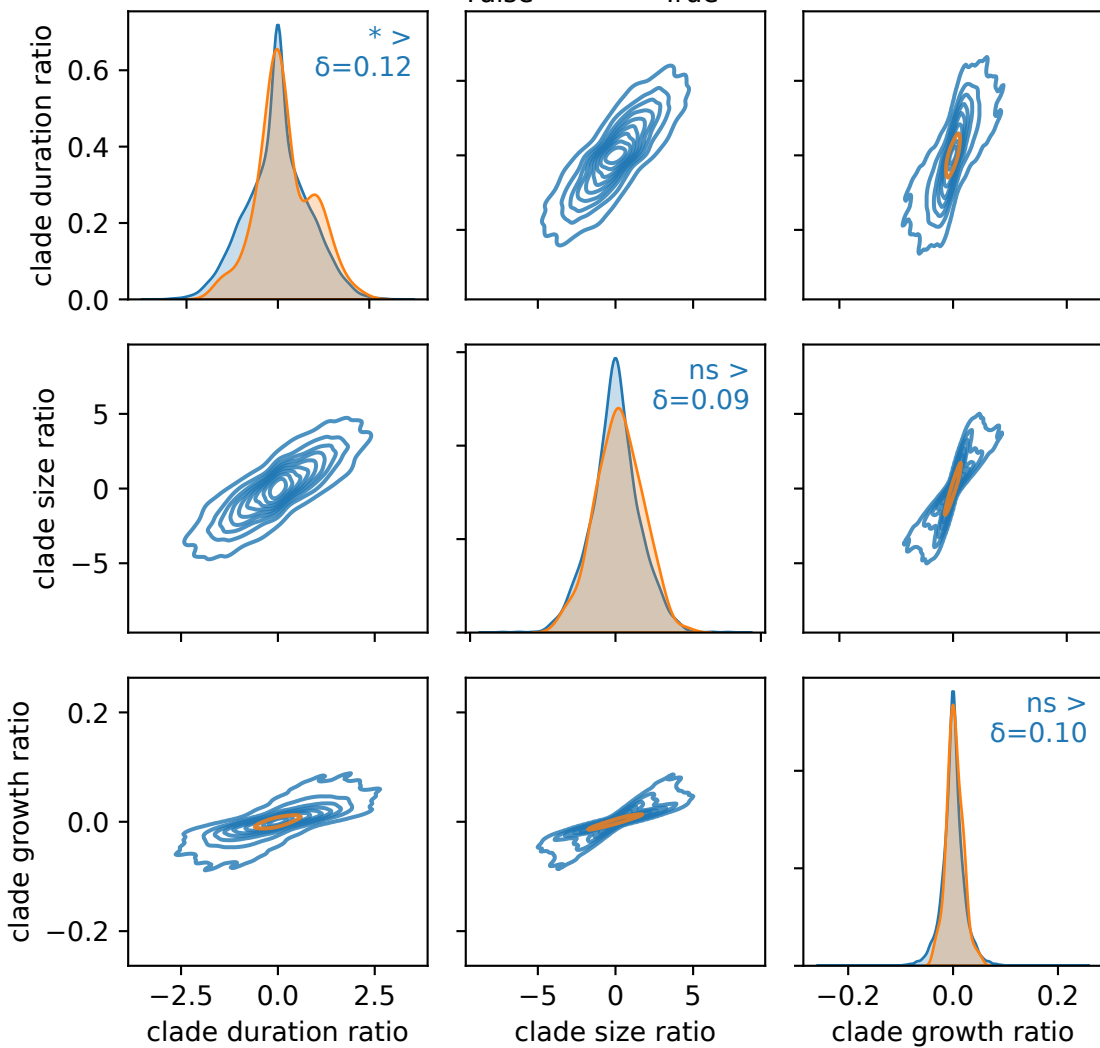 True
clade duration ratio
0.6
0.4
0.2
0.0
* >
δ=0.12
clade size ratio
5
0
−5
ns >
δ=0.09
clade growth ratio
0.2
0.0
−0.2
ns >
δ=0.10
−2.5 0.0 2.5
−5 0 5
−0.2 0.0 0.2
clade duration ratio
clade size ratio
clade growth ratio